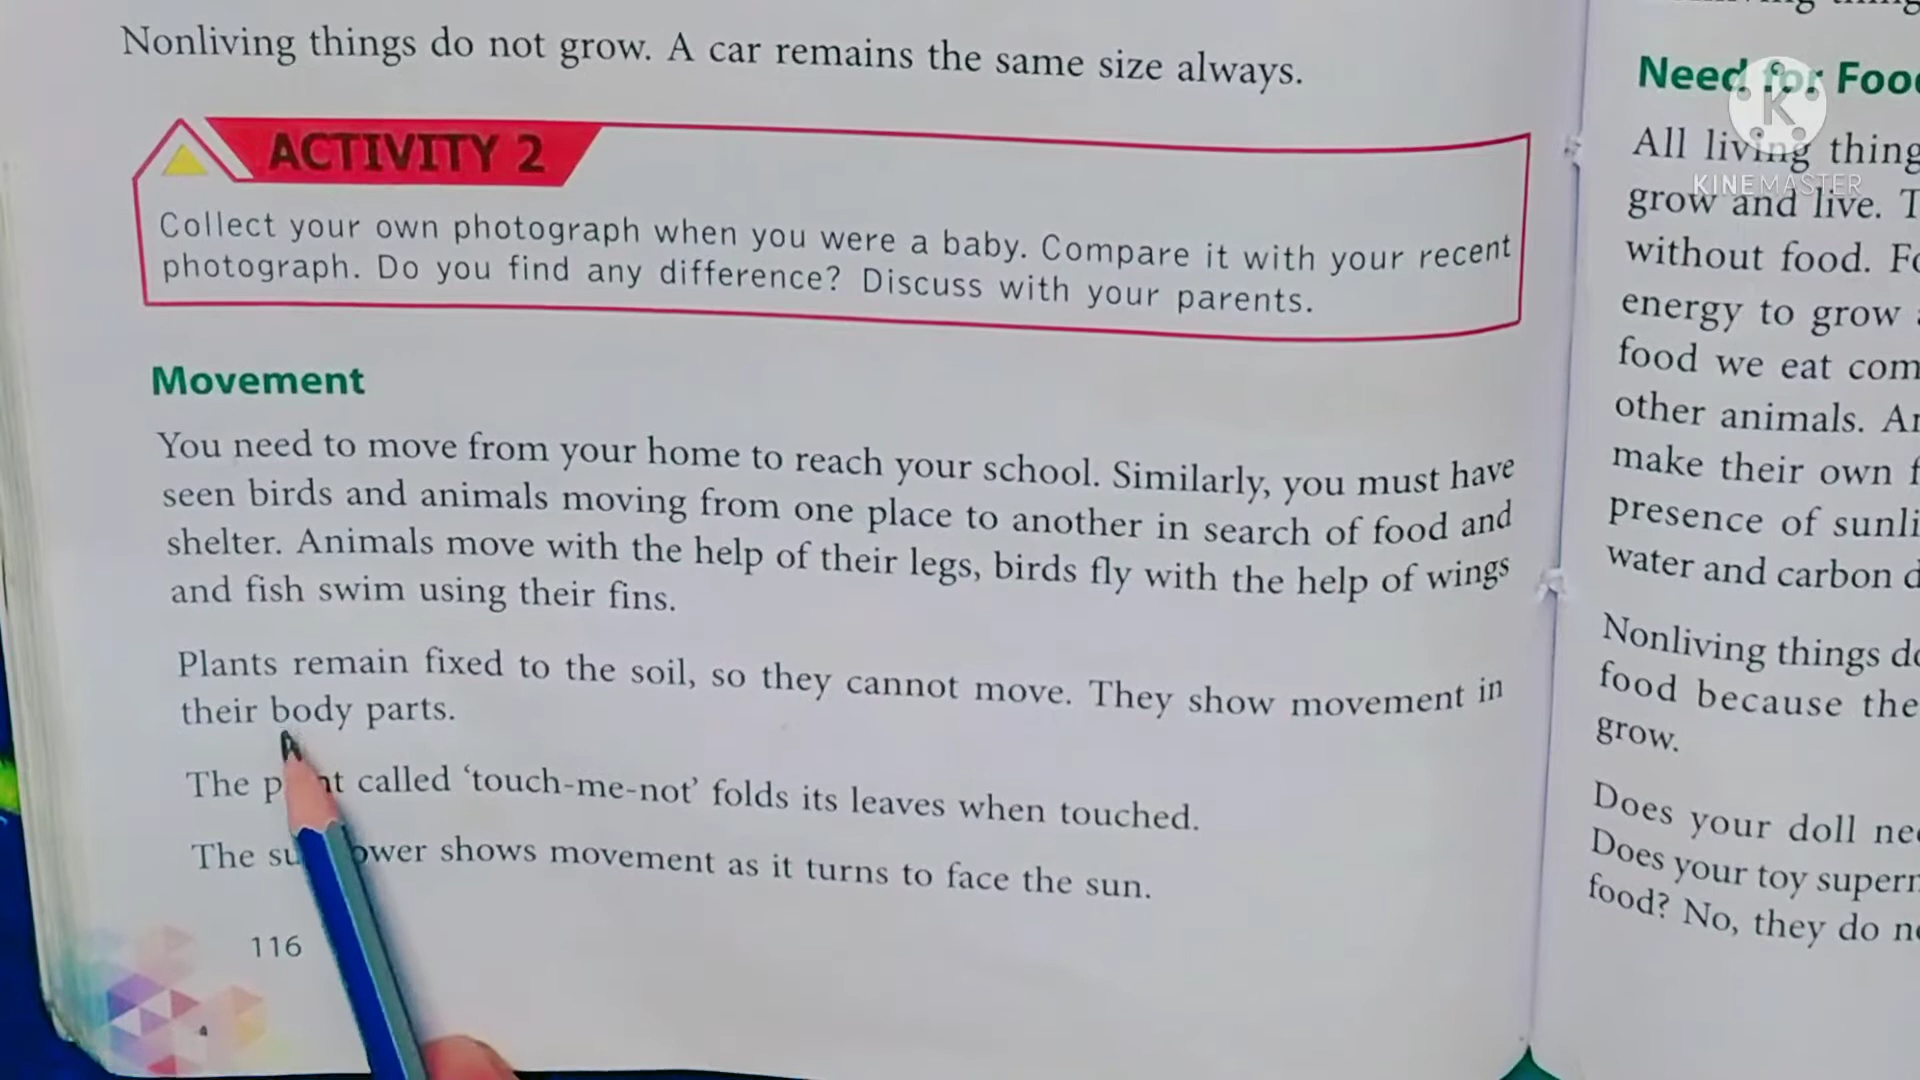 Nonliving things do not grow. A car remains the same size always.
ACTIVITY 2
Collect your own photograph when you were a baby. Compare it with your recent
photograph. Do you find any difference? Discuss with your parents.
Movement
You need to move from your home to reach your school. Similarly, you must have
seen birds and animals moving from one place to another in search of food and
shelter. Animals move with the help of their legs, birds fly with the help of wings
and fish swim using their fins.
Plants remain fixed to the soil, so they cannot move. They show movement in
their body parts.
The called ‘touch-me-not’ folds its leaves when touched.
The shows movement as it turns to face the sun.
116
Need for
All living
grow and live.
without food.
energy to grow
food we eat
other animals.
make their own
presence of
water and carbon
Nonliving things
food because
grow.
Does your doll
Does your toy
food? No, they do
K
KINEMASTER